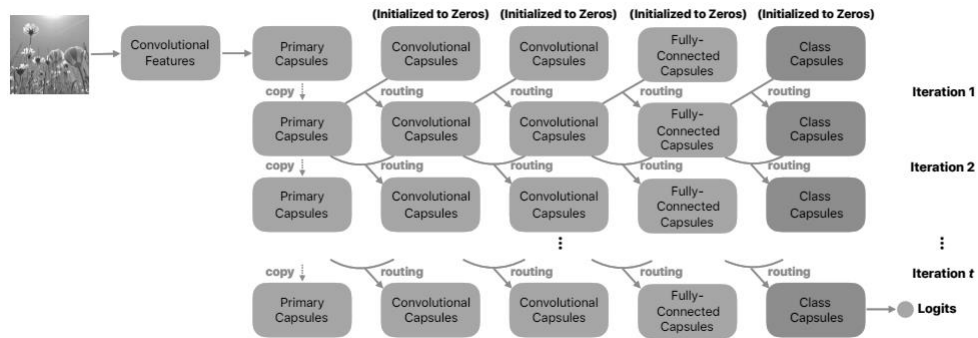 (Initialized to Zeros) (Initialized to Zeros) (Initialized to Zeros) (Initialized to Zeros)
Convolutional
Features
Primary
Capsules
Convolutional
Capsules
Convolutional
Capsules
Fully-
Connected
Capsules
Class
Capsules
copy routing routing routing routing Iteration 1
Primary
Capsules
Convolutional
Capsules
Convolutional
Capsules
Fully-
Connected
Capsules
Class
Capsules
copy routing routing routing routing Iteration 2
Primary
Capsules
Convolutional
Capsules
Convolutional
Capsules
Fully-
Connected
Capsules
Class
Capsules
copy routing routing routing routing Iteration t
Primary
Capsules
Convolutional
Capsules
Convolutional
Capsules
Fully-
Connected
Capsules
Class
Capsules
Logits